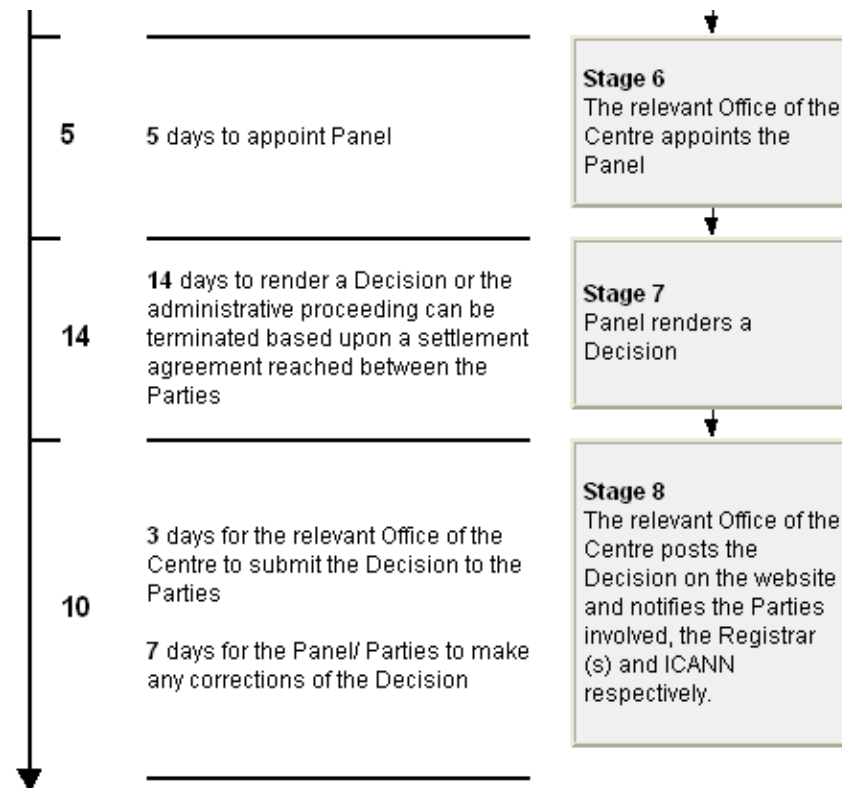 5
5 days to appoint Panel
Stage 6
The relevant Office of the
Centre appoints the
Panel
14
14 days to render a Decision or the
administrative proceeding can be
terminated based upon a settlement
agreement reached between the
Parties
Stage 7
Panel renders a
Decision
10
3 days for the relevant Office of the
Centre to submit the Decision to the
Parties
7 days for the Panel/ Parties to make
any corrections of the Decision
Stage 8
The relevant Office of the
Centre posts the
Decision on the website
and notifies the Parties
involved, the Registrar
(s) and ICANN
respectively.